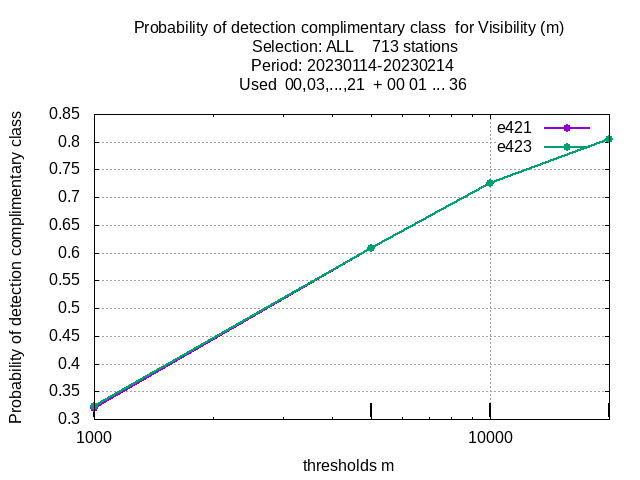 Probability of detection complimentary class  for Visibility (m)
Selection: ALL    713 stations
Period: 20230114-20230214
Used  00,03,...,21  + 00 01 ... 36
Probability of detection complimentary class
0.85
0.8
0.75
0.7
0.65
0.6
0.55
0.5
0.45
0.4
0.35
0.3
e421
e423
1000
10000
thresholds m